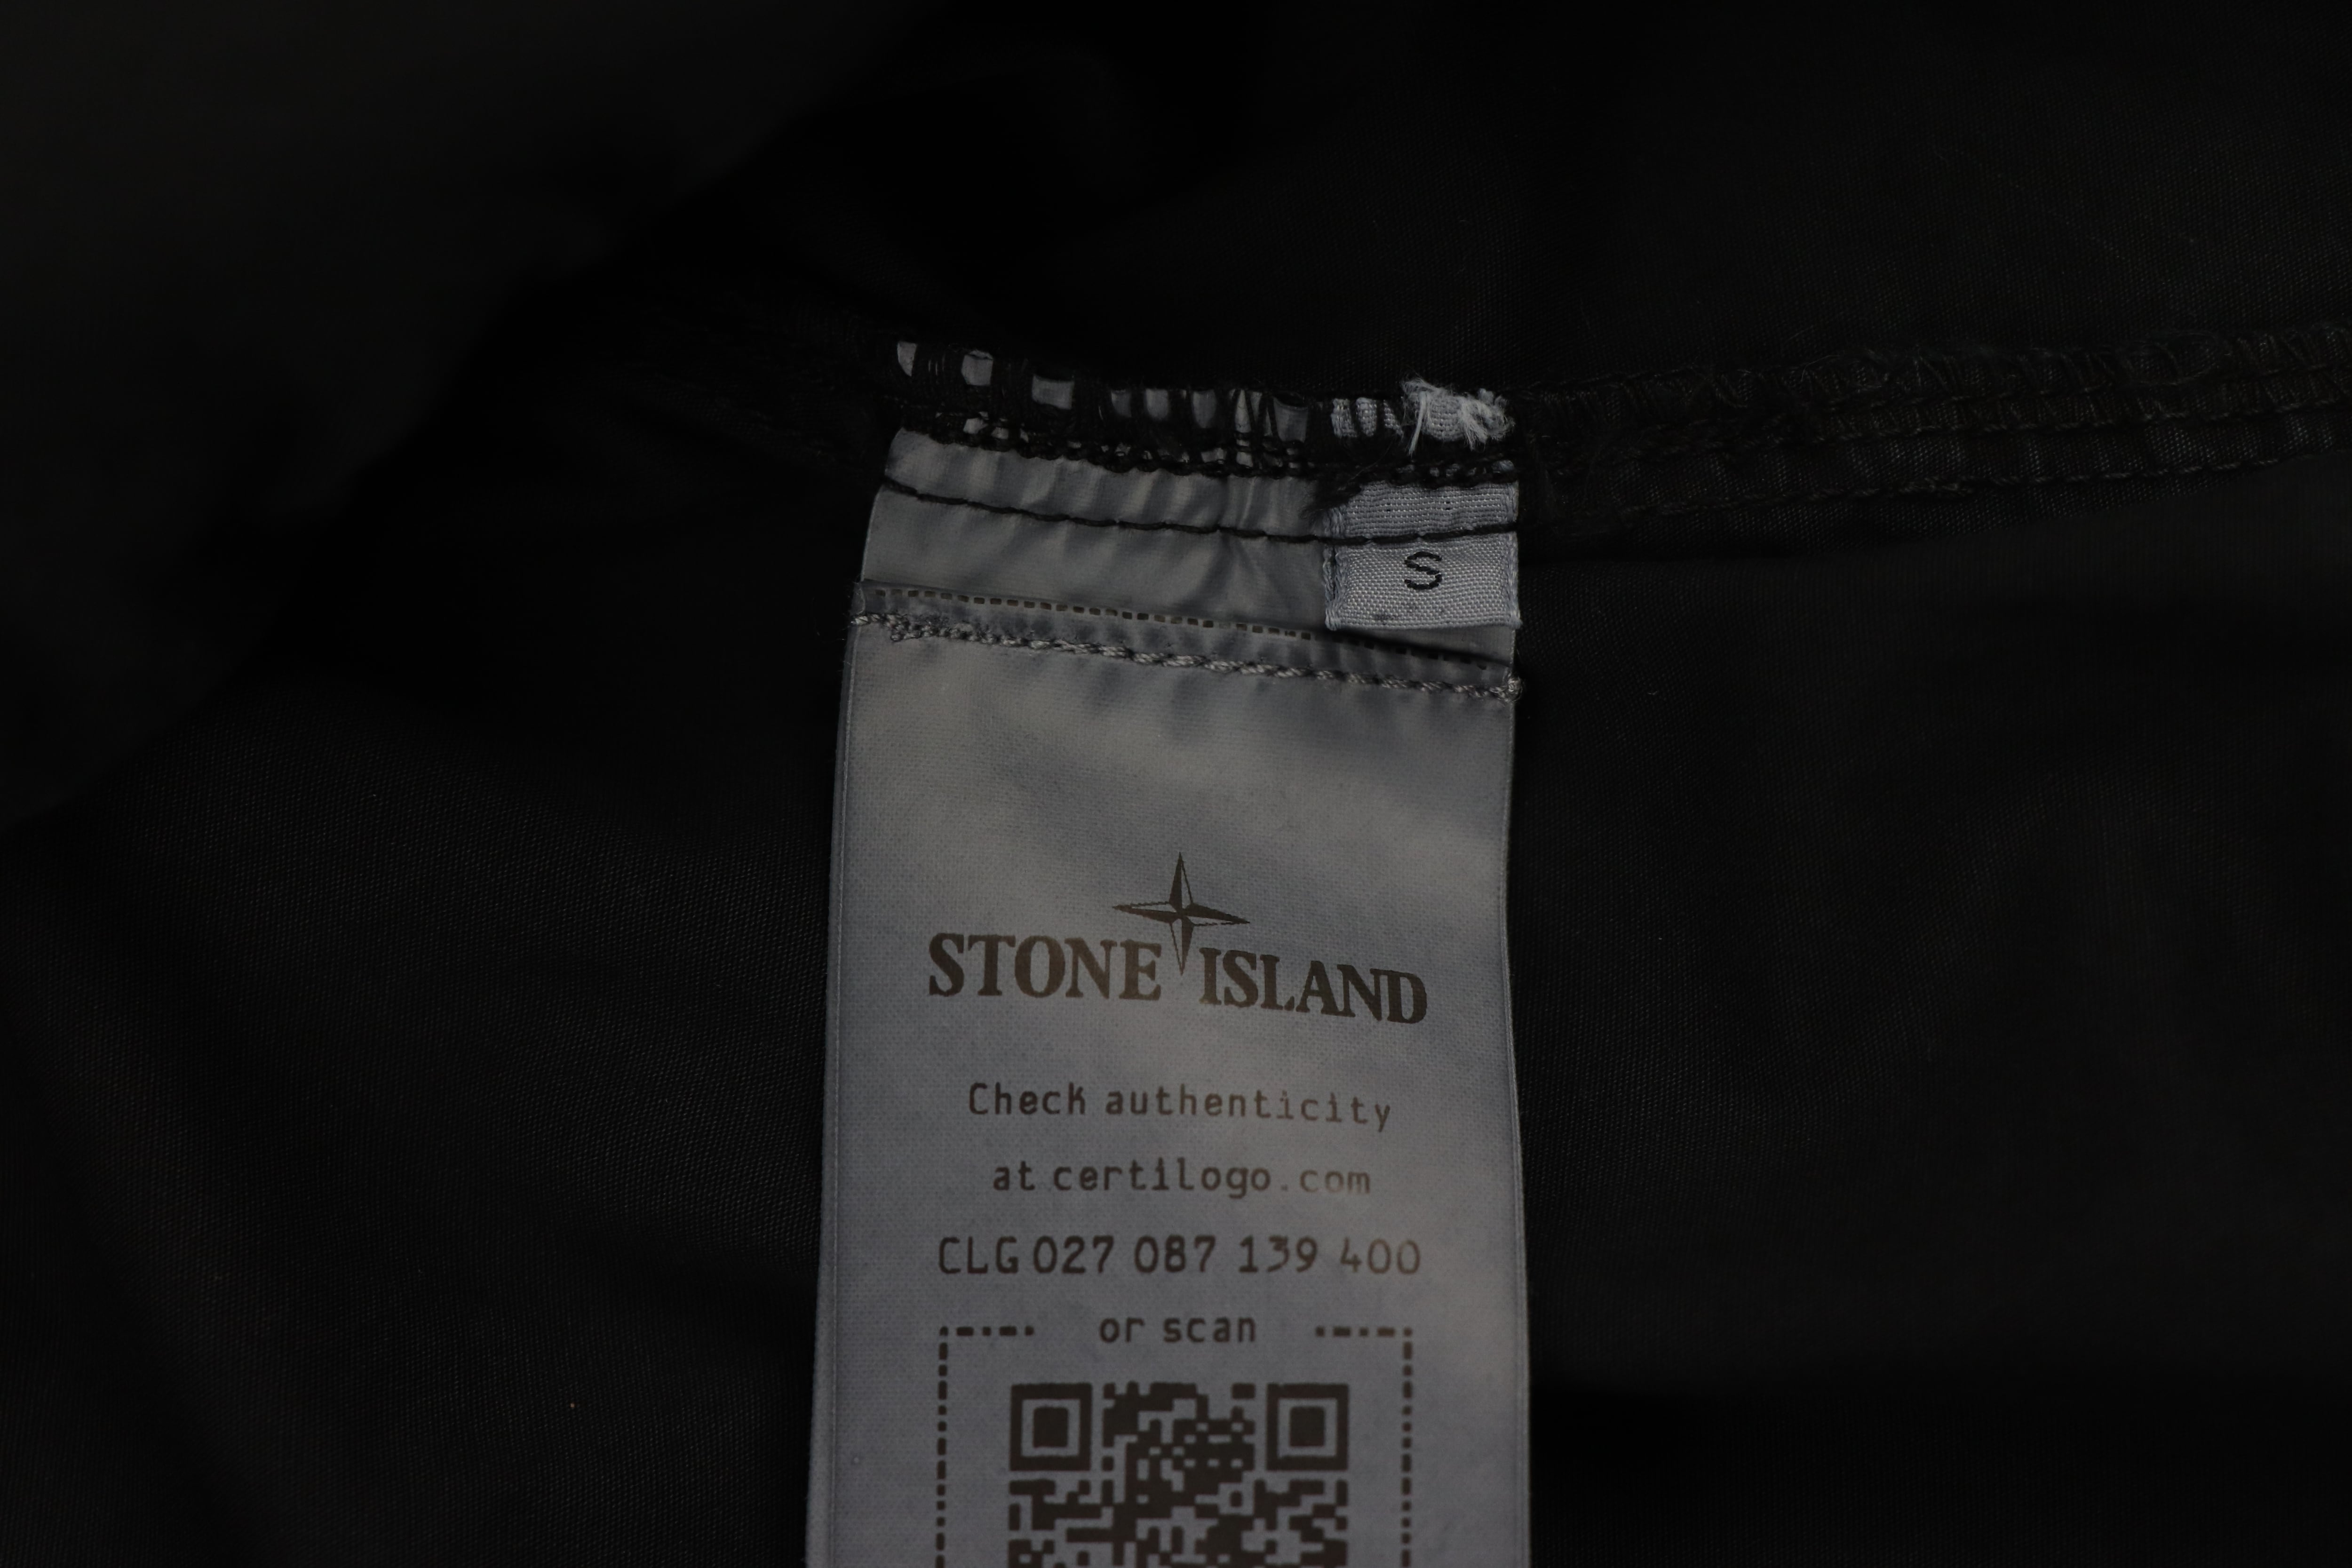 S
STONE ISLAND
Check authenticity
at certilogo.com
CLG 027 087 139 400
or scan